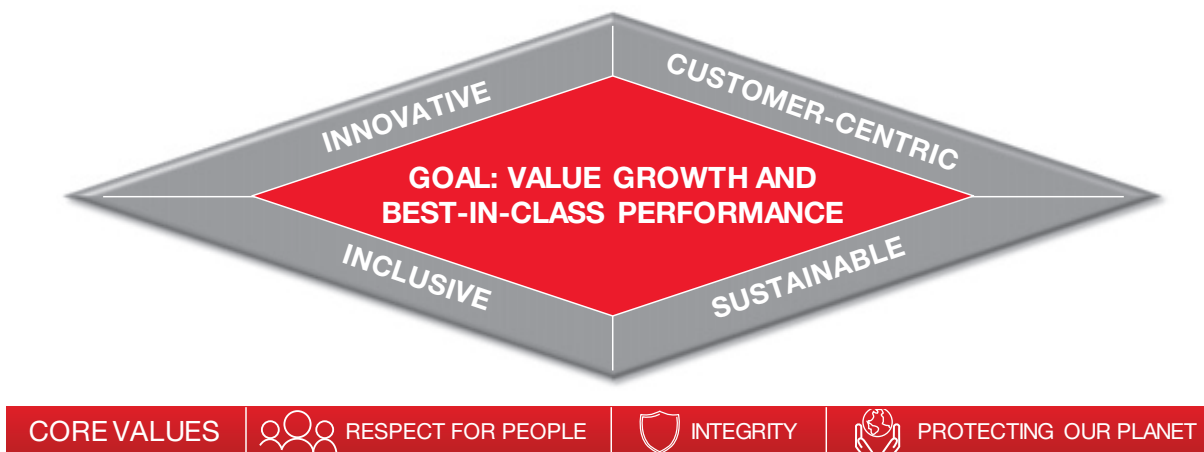 INNOVATIVE
CUSTOMER-CENTRIC
GOAL: VALUE GROWTH AND
BEST-IN-CLASS PERFORMANCE
INCLUSIVE
SUSTAINABLE
CORE VALUES
RESPECT FOR PEOPLE
INTEGRITY
PROTECTING OUR PLANET